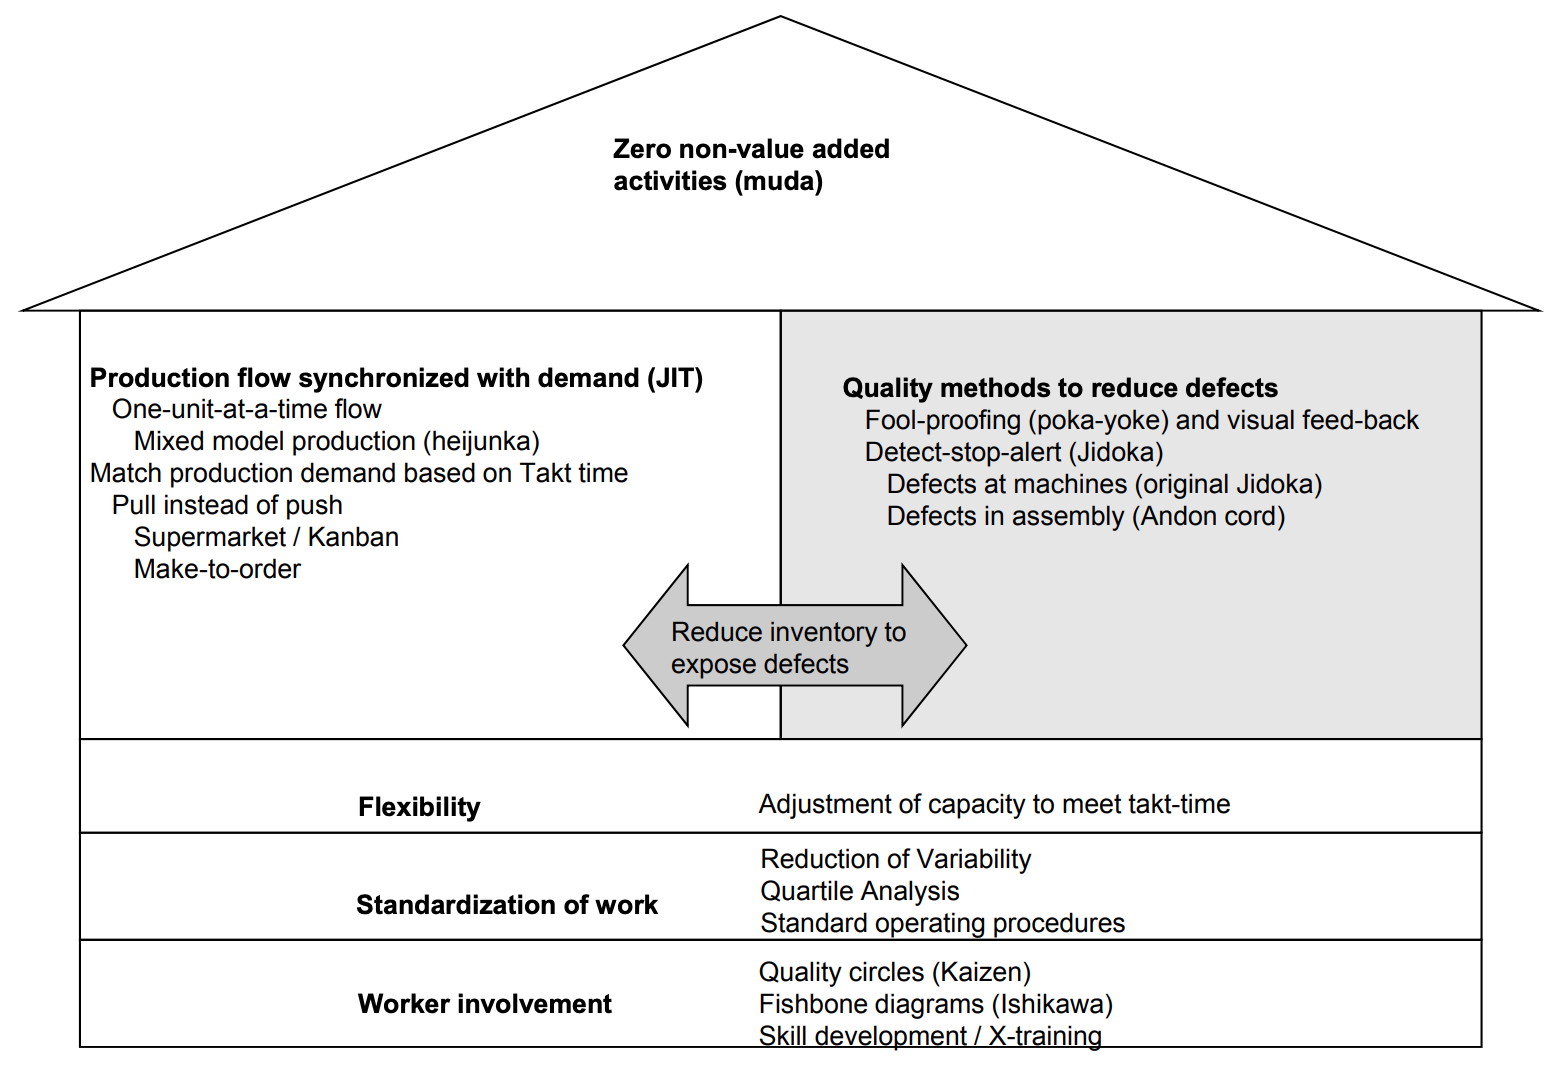 Zero non-value added
activities (muda)
Production flow synchronized with demand (JIT)
One-unit-at-a-time flow
Mixed model production (heijunka)
Match production demand based on Takt time
Pull instead of push
Supermarket / Kanban
Make-to-order
Quality methods to reduce defects
Fool-proofing (poka-yoke) and visual feed-back
Detect-stop-alert (Jidoka)
Defects at machines (original Jidoka)
Defects in assembly (Andon cord)
Reduce inventory to
expose defects
Flexibility
Adjustment of capacity to meet takt-time
Standardization of work
Reduction of Variability
Quartile Analysis
Standard operating procedures
Worker involvement
Quality circles (Kaizen)
Fishbone diagrams (Ishikawa)
Skill development / X-training